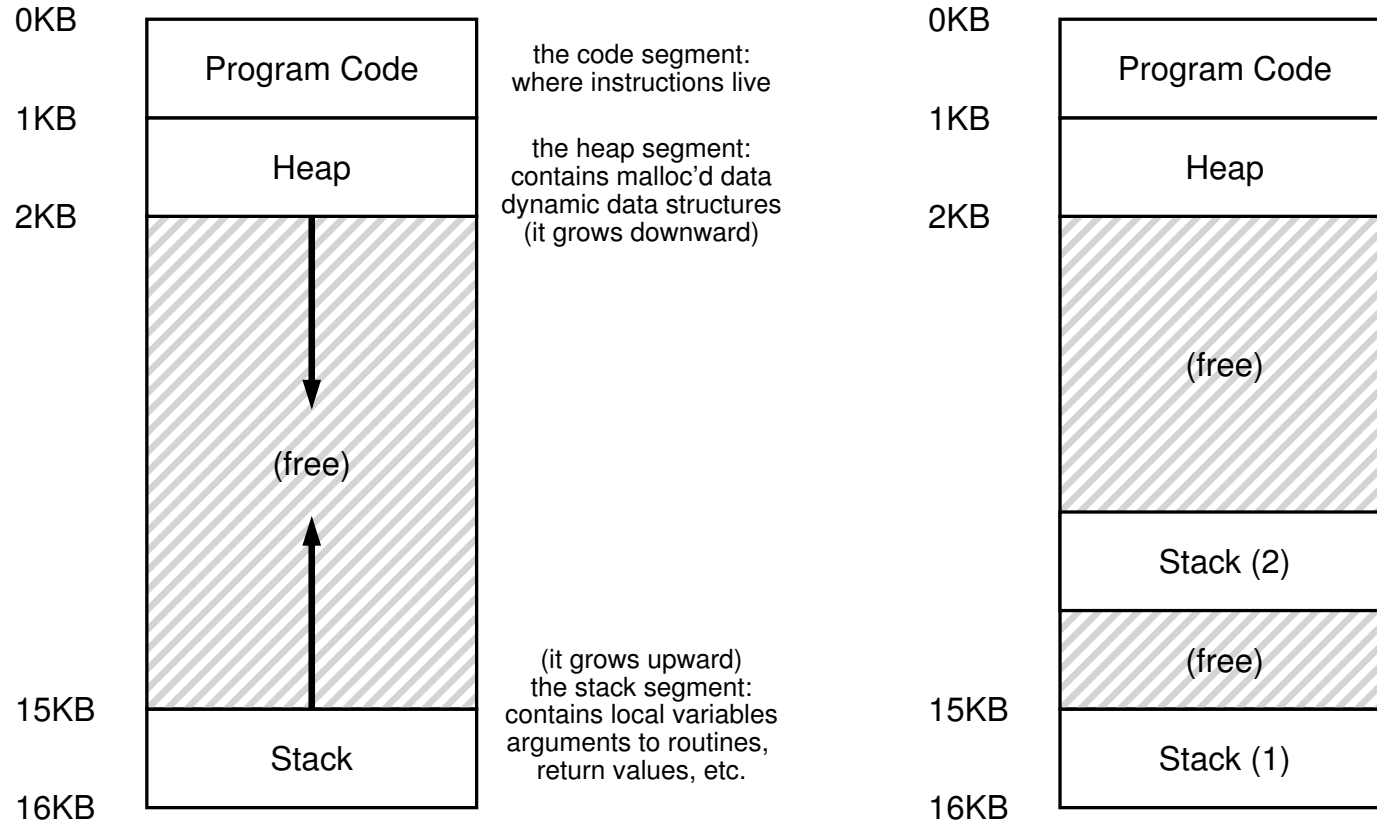 0KB
Program Code
the code segment:
where instructions live
1KB
Heap
the heap segment:
contains malloc’d data
dynamic data structures
(it grows downward)
2KB
(free)
(it grows upward)
the stack segment:
contains local variables
arguments to routines,
return values, etc.
15KB
Stack
16KB
0KB
Program Code
1KB
Heap
2KB
(free)
Stack (2)
(free)
15KB
Stack (1)
16KB